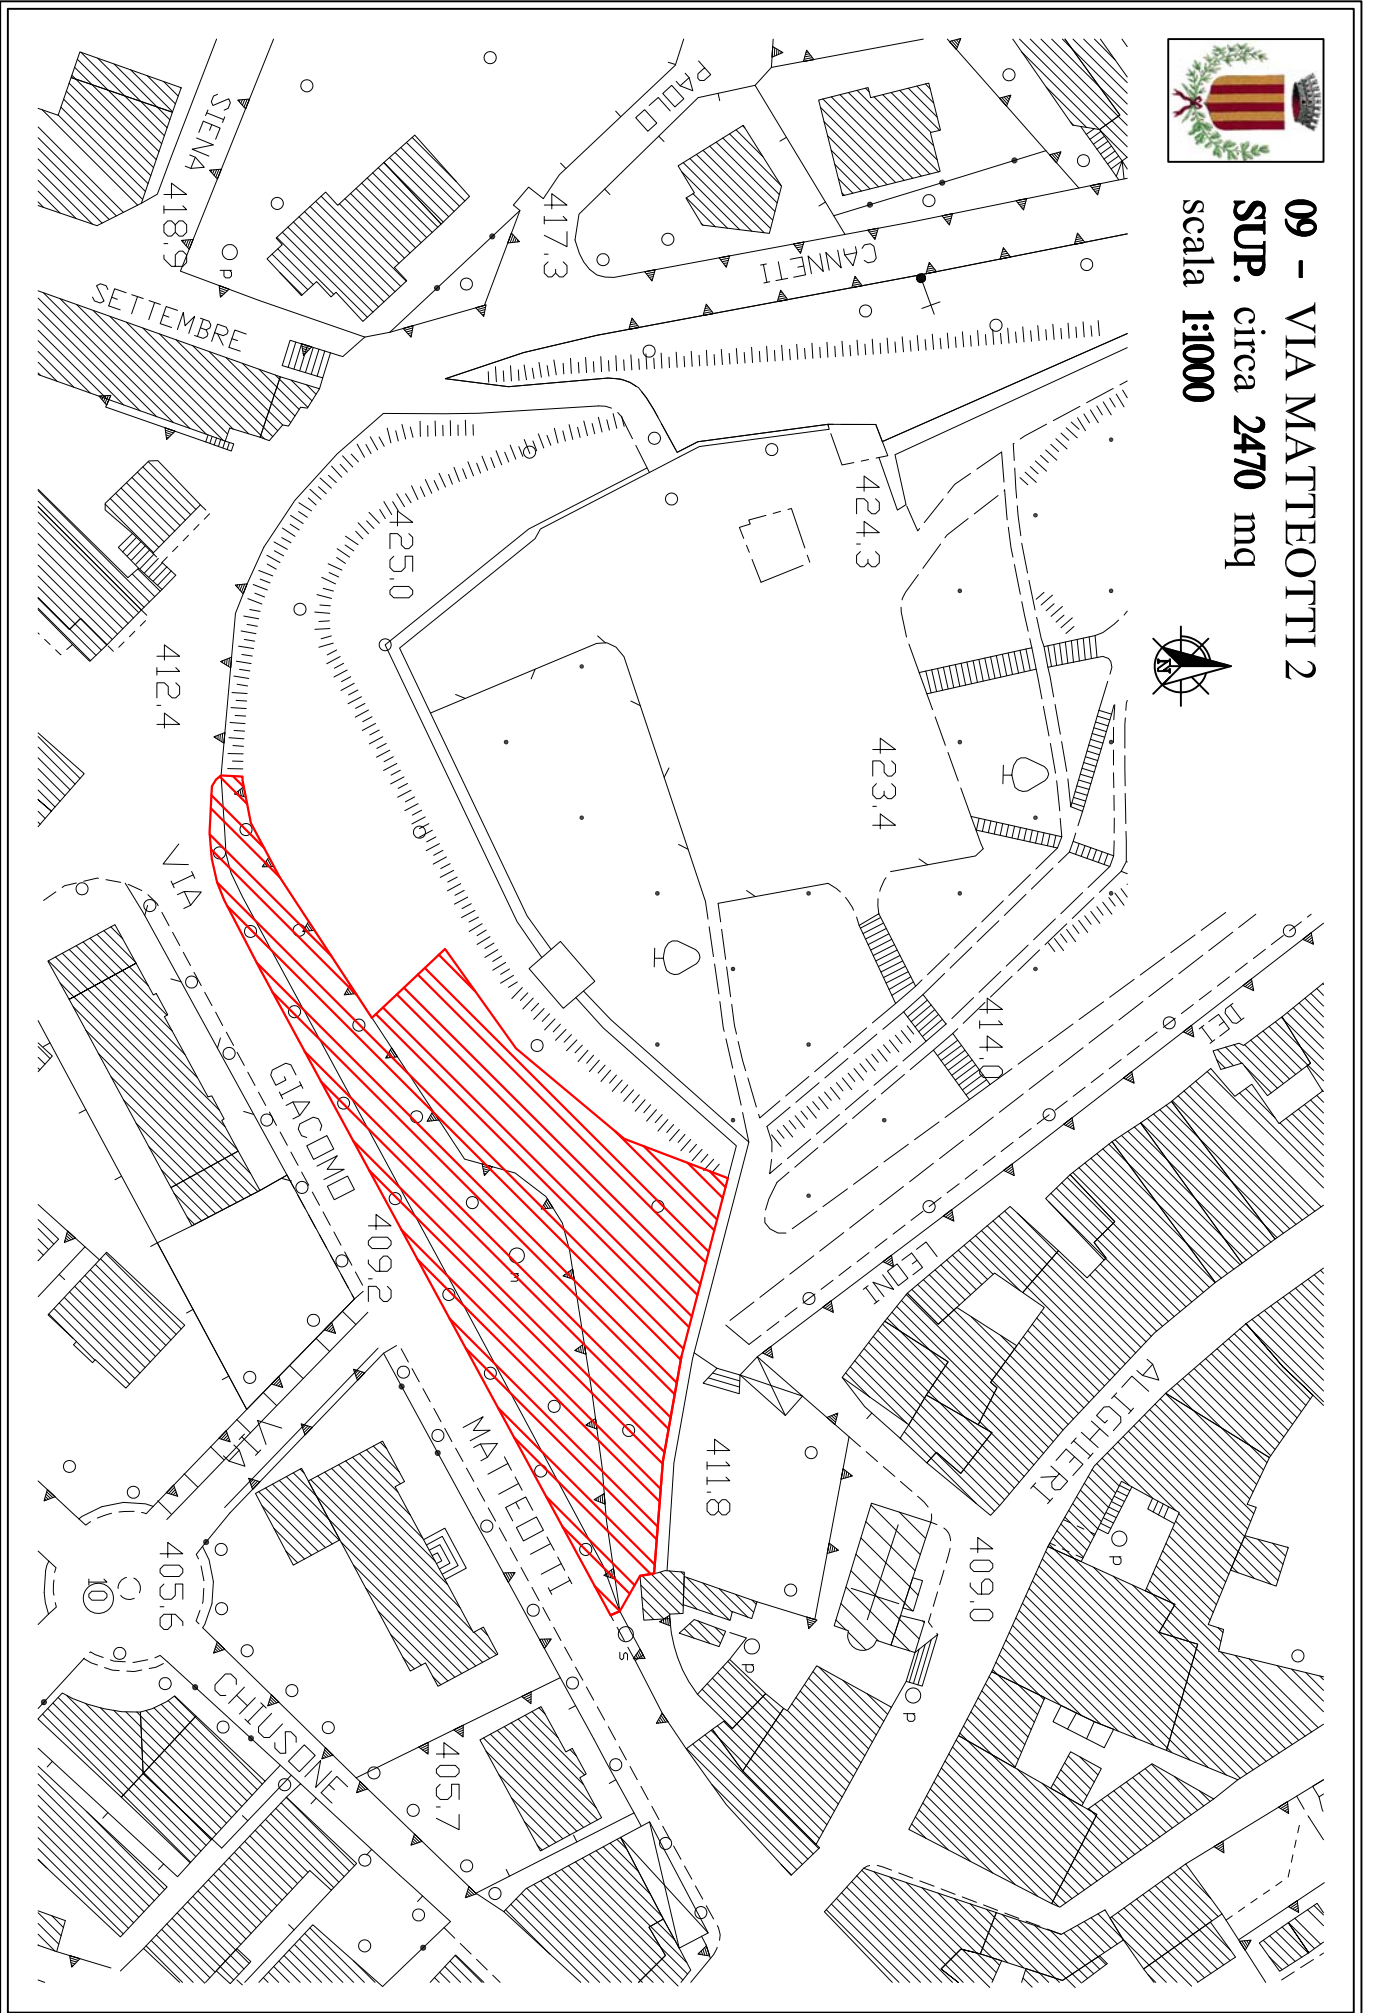 09 - VIA MATTEOTTI 2
SUP. circa 2470 mq
scala 1:1000
N
PAOLO
CANNETI
SIENA
SETTEMBRE
418.9
417.3
p
424.3
425.0
412.4
423.4
414.0
DEI
LEONI
ALIGHIERI
VIA
GIACOMO
MATTEOTTI
409.2
n
411.8
409.0
p
p
p
s
VIA
CHIUSONE
405.6
10
405.7